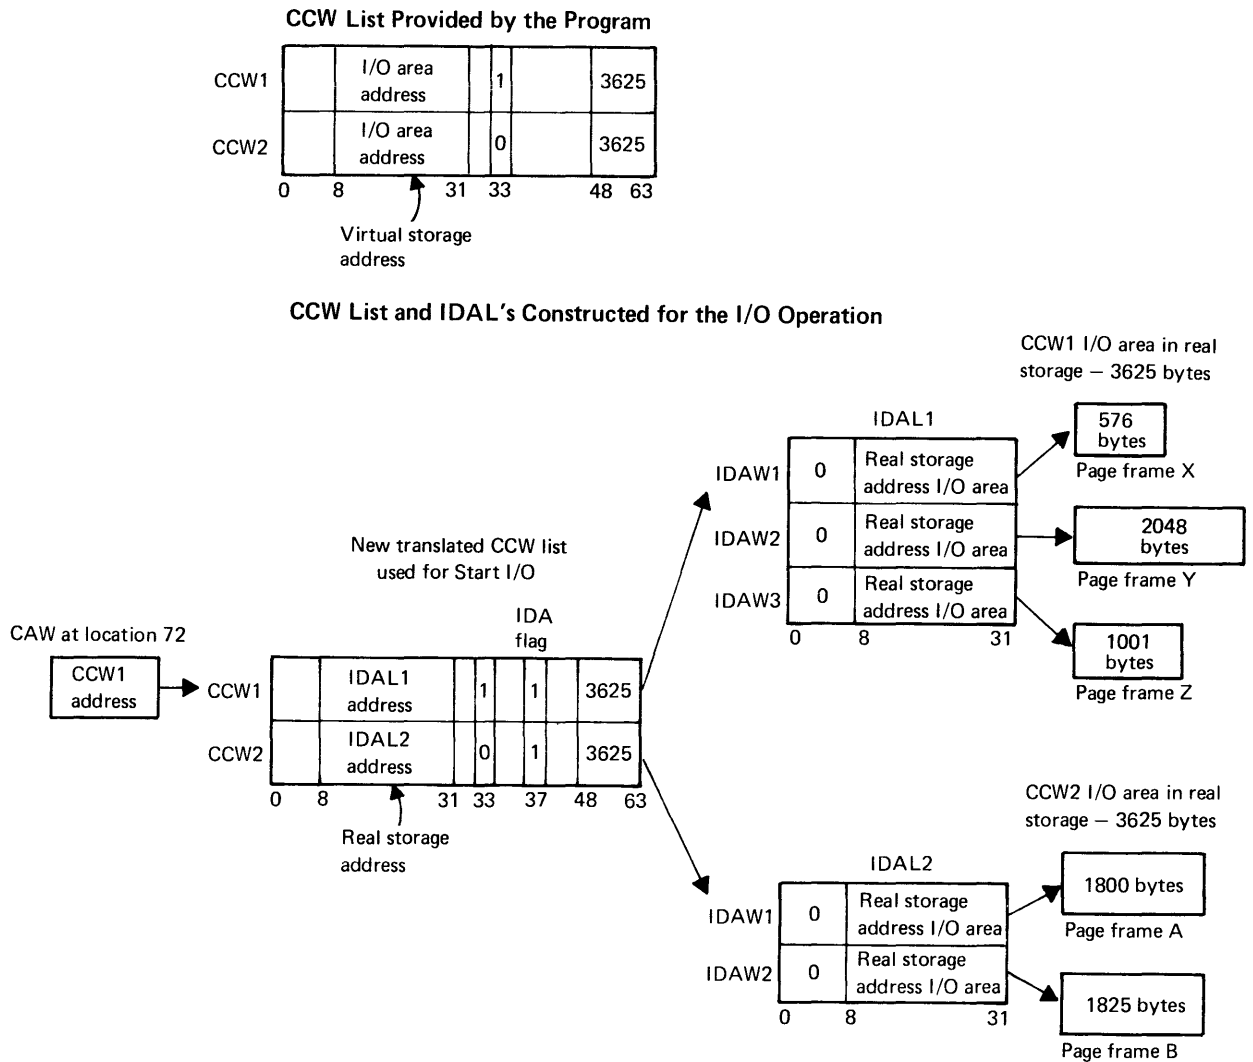 CCW List Provided by the Program
CCW1
I/O area
address
1
3625
CCW2
I/O area
address
0
3625
0 8 31 33 48 63
Virtual storage
address
CCW List and IDAL's Constructed for the I/O Operation
CCW1 I/O area in real
storage — 3625 bytes
IDAL1
IDAW1
0
Real storage
address I/O area
576
bytes
Page frame X
IDAW2
0
Real storage
address I/O area
2048
bytes
Page frame Y
IDAW3
0
Real storage
address I/O area
1001
bytes
Page frame Z
0 8 31
New translated CCW list
used for Start I/O
IDA
flag
CAW at location 72
CCW1
address
CCW1
IDAL1
address
1
1
3625
CCW2
IDAL2
address
0
1
3625
0 8 31 33 37 48 63
Real storage
address
CCW2 I/O area in real
storage — 3625 bytes
IDAL2
IDAW1
0
Real storage
address I/O area
1800 bytes
Page frame A
IDAW2
0
Real storage
address I/O area
1825 bytes
Page frame B
0 8 31